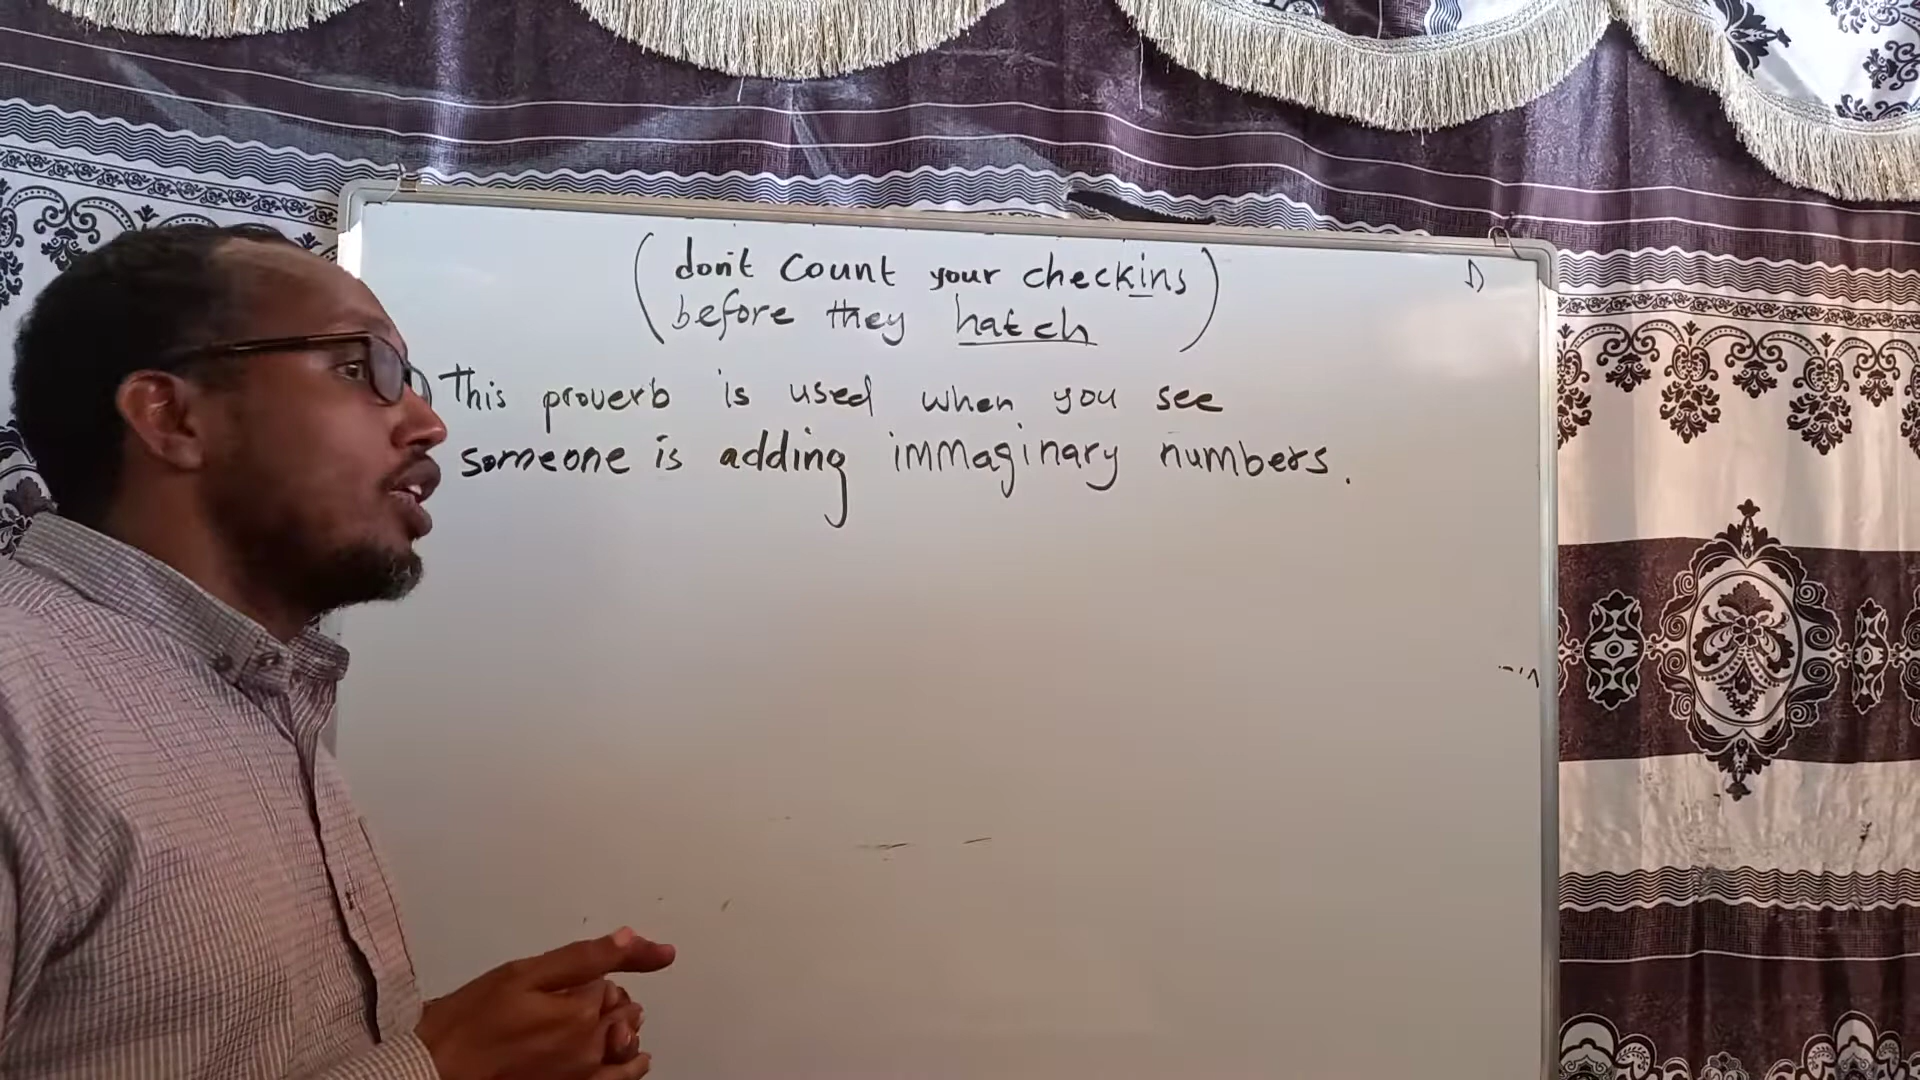 (don't count your checkins
before they hatch)
This proverb is used when you see
someone is adding immaginary numbers.